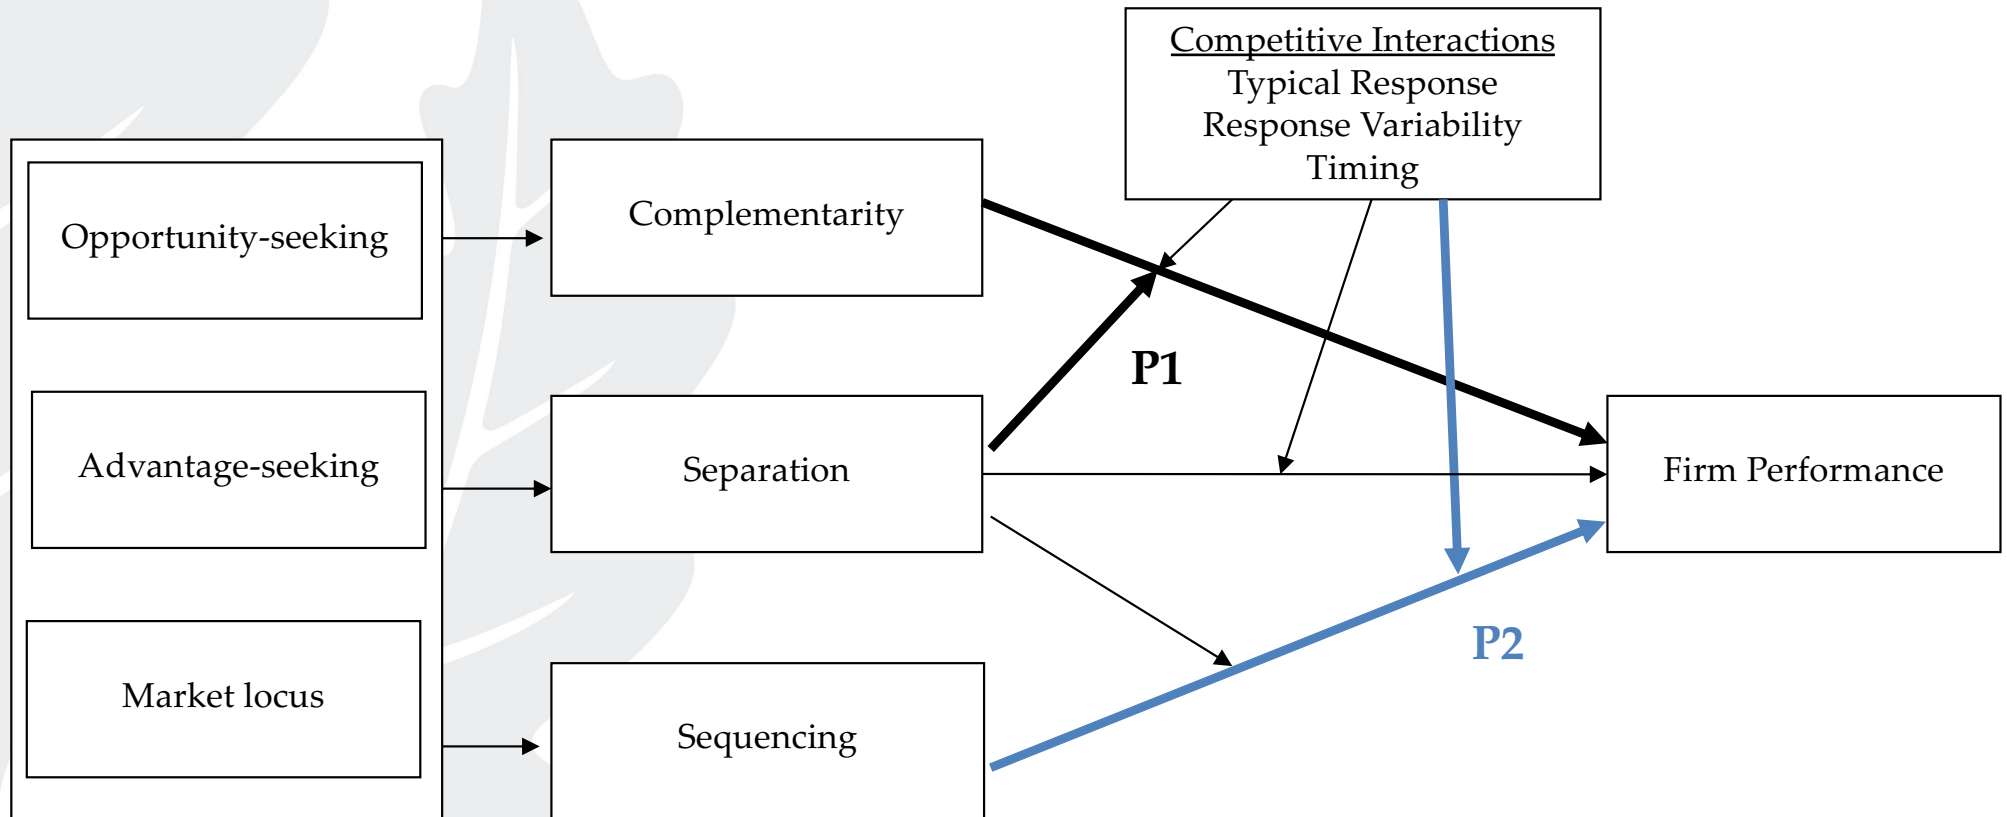 Competitive Interactions
Typical Response
Response Variability
Timing
Opportunity-seeking
Complementarity
P1
Advantage-seeking
Separation
Firm Performance
Market locus
Sequencing
P2